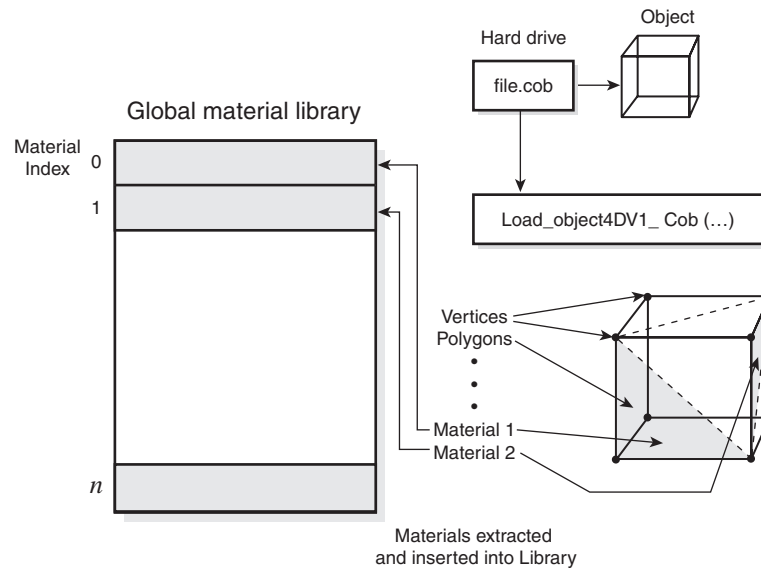 Object
Hard drive
file.cob
Global material library
Material
Index
0
1
n
Load_object4DV1_ Cob (…)
Vertices
Polygons
Material 1
Material 2
Materials extracted
and inserted into Library